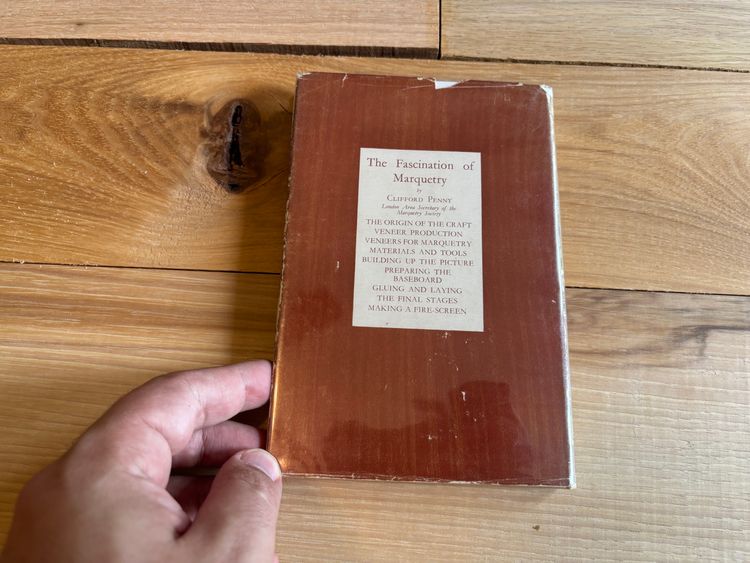 The Fascination of
Marquetry
by
CLIFFORD PENNY
London Area Secretary of the
Marquetry Society
THE ORIGIN OF THE CRAFT
VENEER PRODUCTION
VENEERS FOR MARQUETRY
MATERIALS AND TOOLS
BUILDING UP THE PICTURE
PREPARING THE
BASEBOARD
GLUING AND LAYING
THE FINAL STAGES
MAKING A FIRE-SCREEN